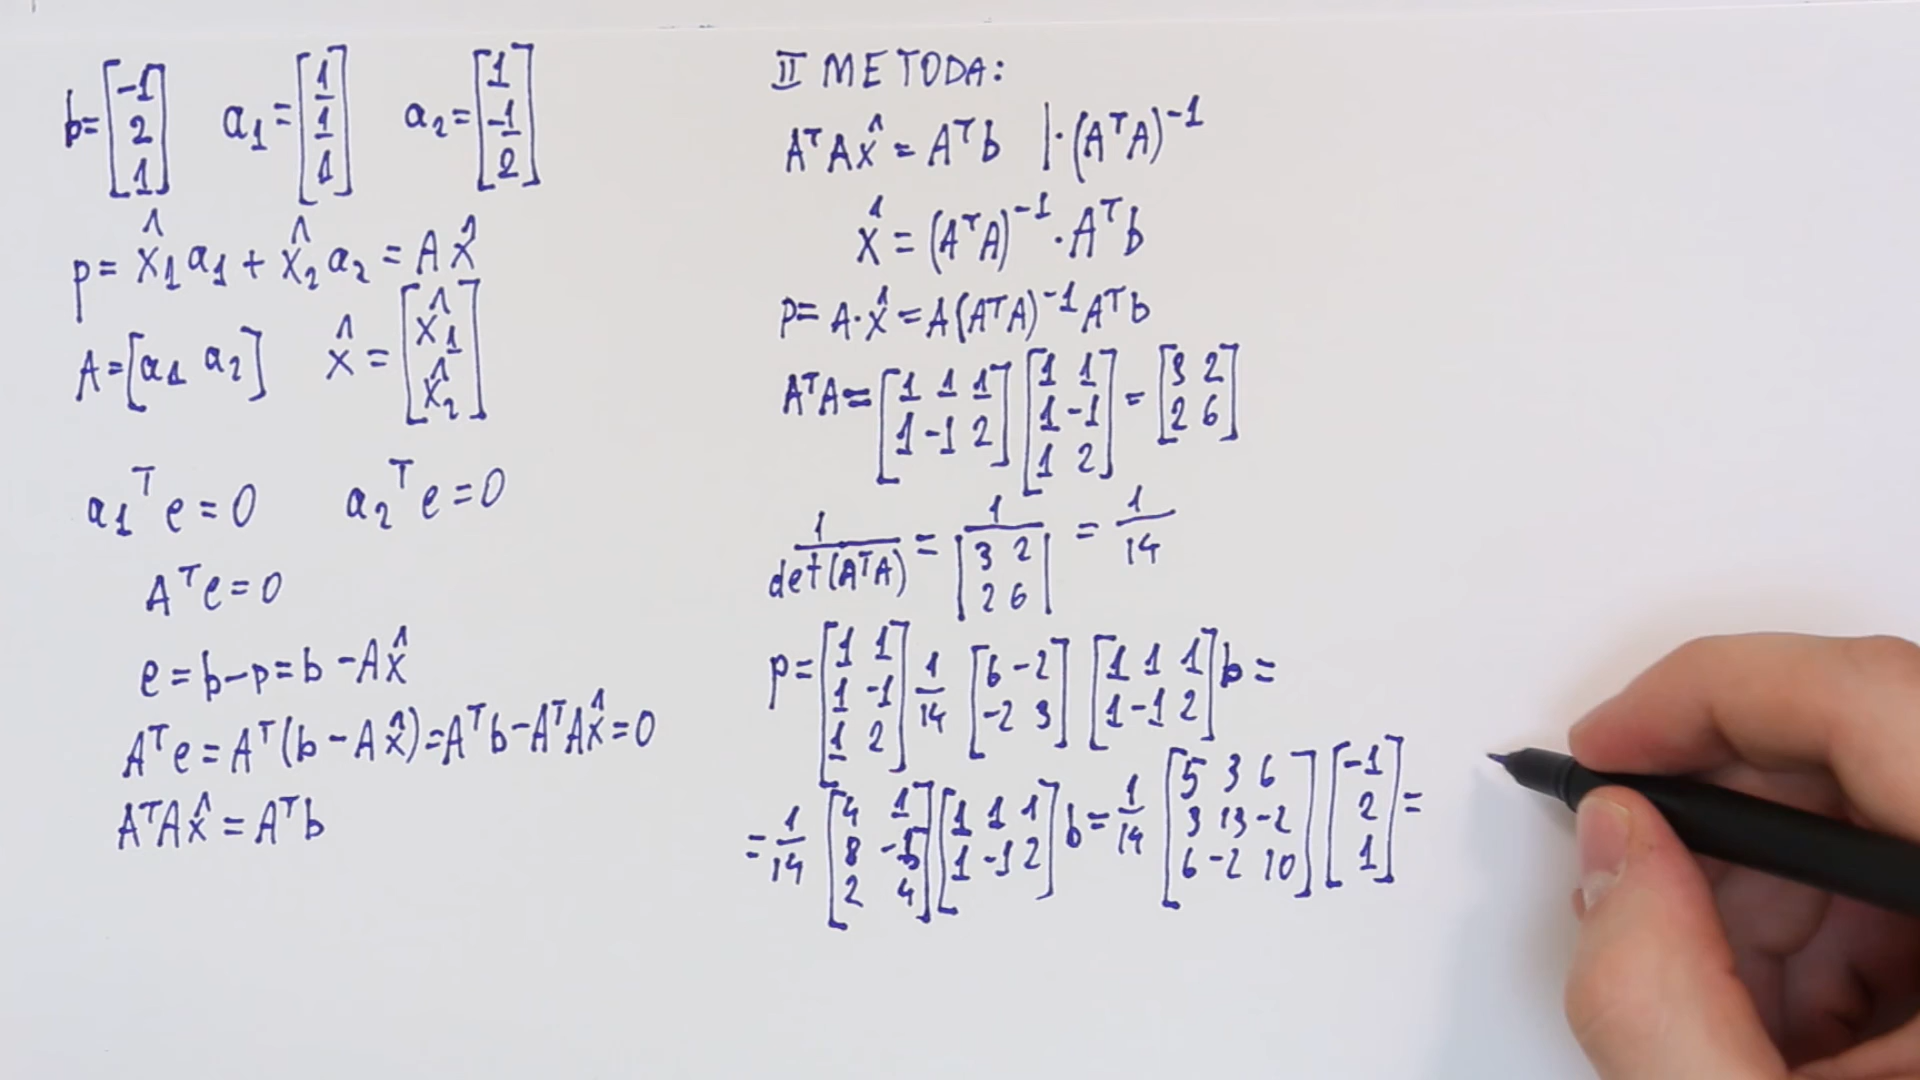 b=[-1 2 1] a₁=[1 1 1] a₂=[1 -1 2]
p= x̂₁a₁ + x̂₂a₂ = Ax̂
A=[a₁ a₂] x̂=[x̂₁ x̂₂]
a₁ᵀe=0 a₂ᵀe=0
Aᵀe=0
e=b-p=b-Ax̂
Aᵀe=Aᵀ(b-Ax̂)=Aᵀb-AᵀAx̂=0
AᵀAx̂=Aᵀb
II METODA:
AᵀAx̂=Aᵀb |·(AᵀA)⁻¹
x̂=(AᵀA)⁻¹·Aᵀb
p=A·x̂=A(AᵀA)⁻¹Aᵀb
AᵀA=[1 1 1; 1 -1 2][1 1; 1 -1; 1 2]=[3 2; 2 6]
1/det(AᵀA)=1/|3 2; 2 6|=1/14
p=[1 1; 1 -1; 1 2] 1/14 [6 -2; -2 3] [1 1 1; 1 -1 2]b=
=1/14 [4 1; 8 -5; 2 4][1 1 1; 1 -1 2]b=1/14 [5 3 6; 3 13 -2; 6 -2 10][-1 2 1]=